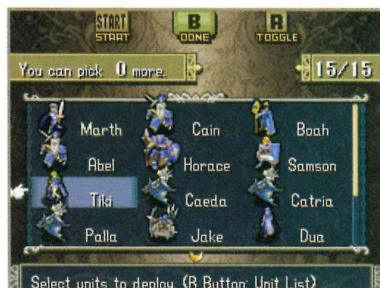 START B R
START DONE TOGGLE
You can pick 0 more. 15/15
Marth Cain Boah
Abel Horace Samson
Tiki Caeda Catria
Palla Jake Dua
Select units to deploy. (R Button: Unit List)